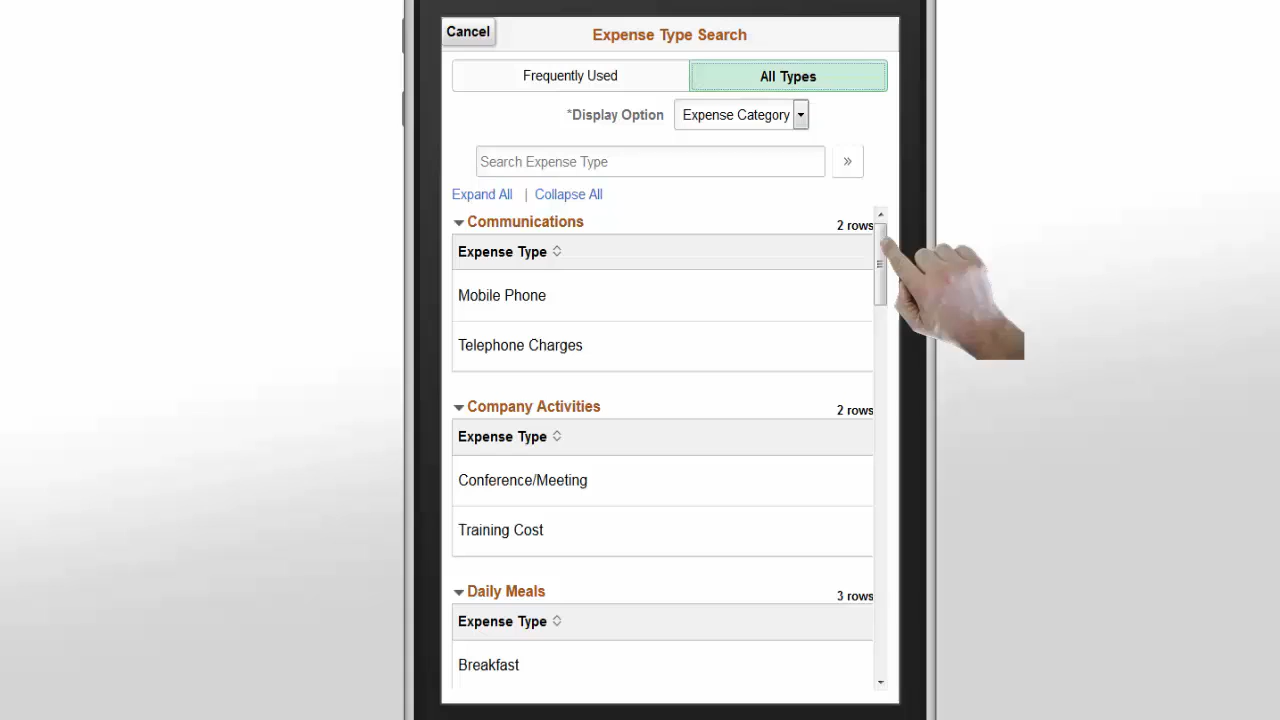 Cancel
Expense Type Search
Frequently Used
All Types
*Display Option
Expense Category
Search Expense Type
»
Expand All | Collapse All
Communications
2 rows
Expense Type
Mobile Phone
Telephone Charges
Company Activities
2 rows
Expense Type
Conference/Meeting
Training Cost
Daily Meals
3 rows
Expense Type
Breakfast